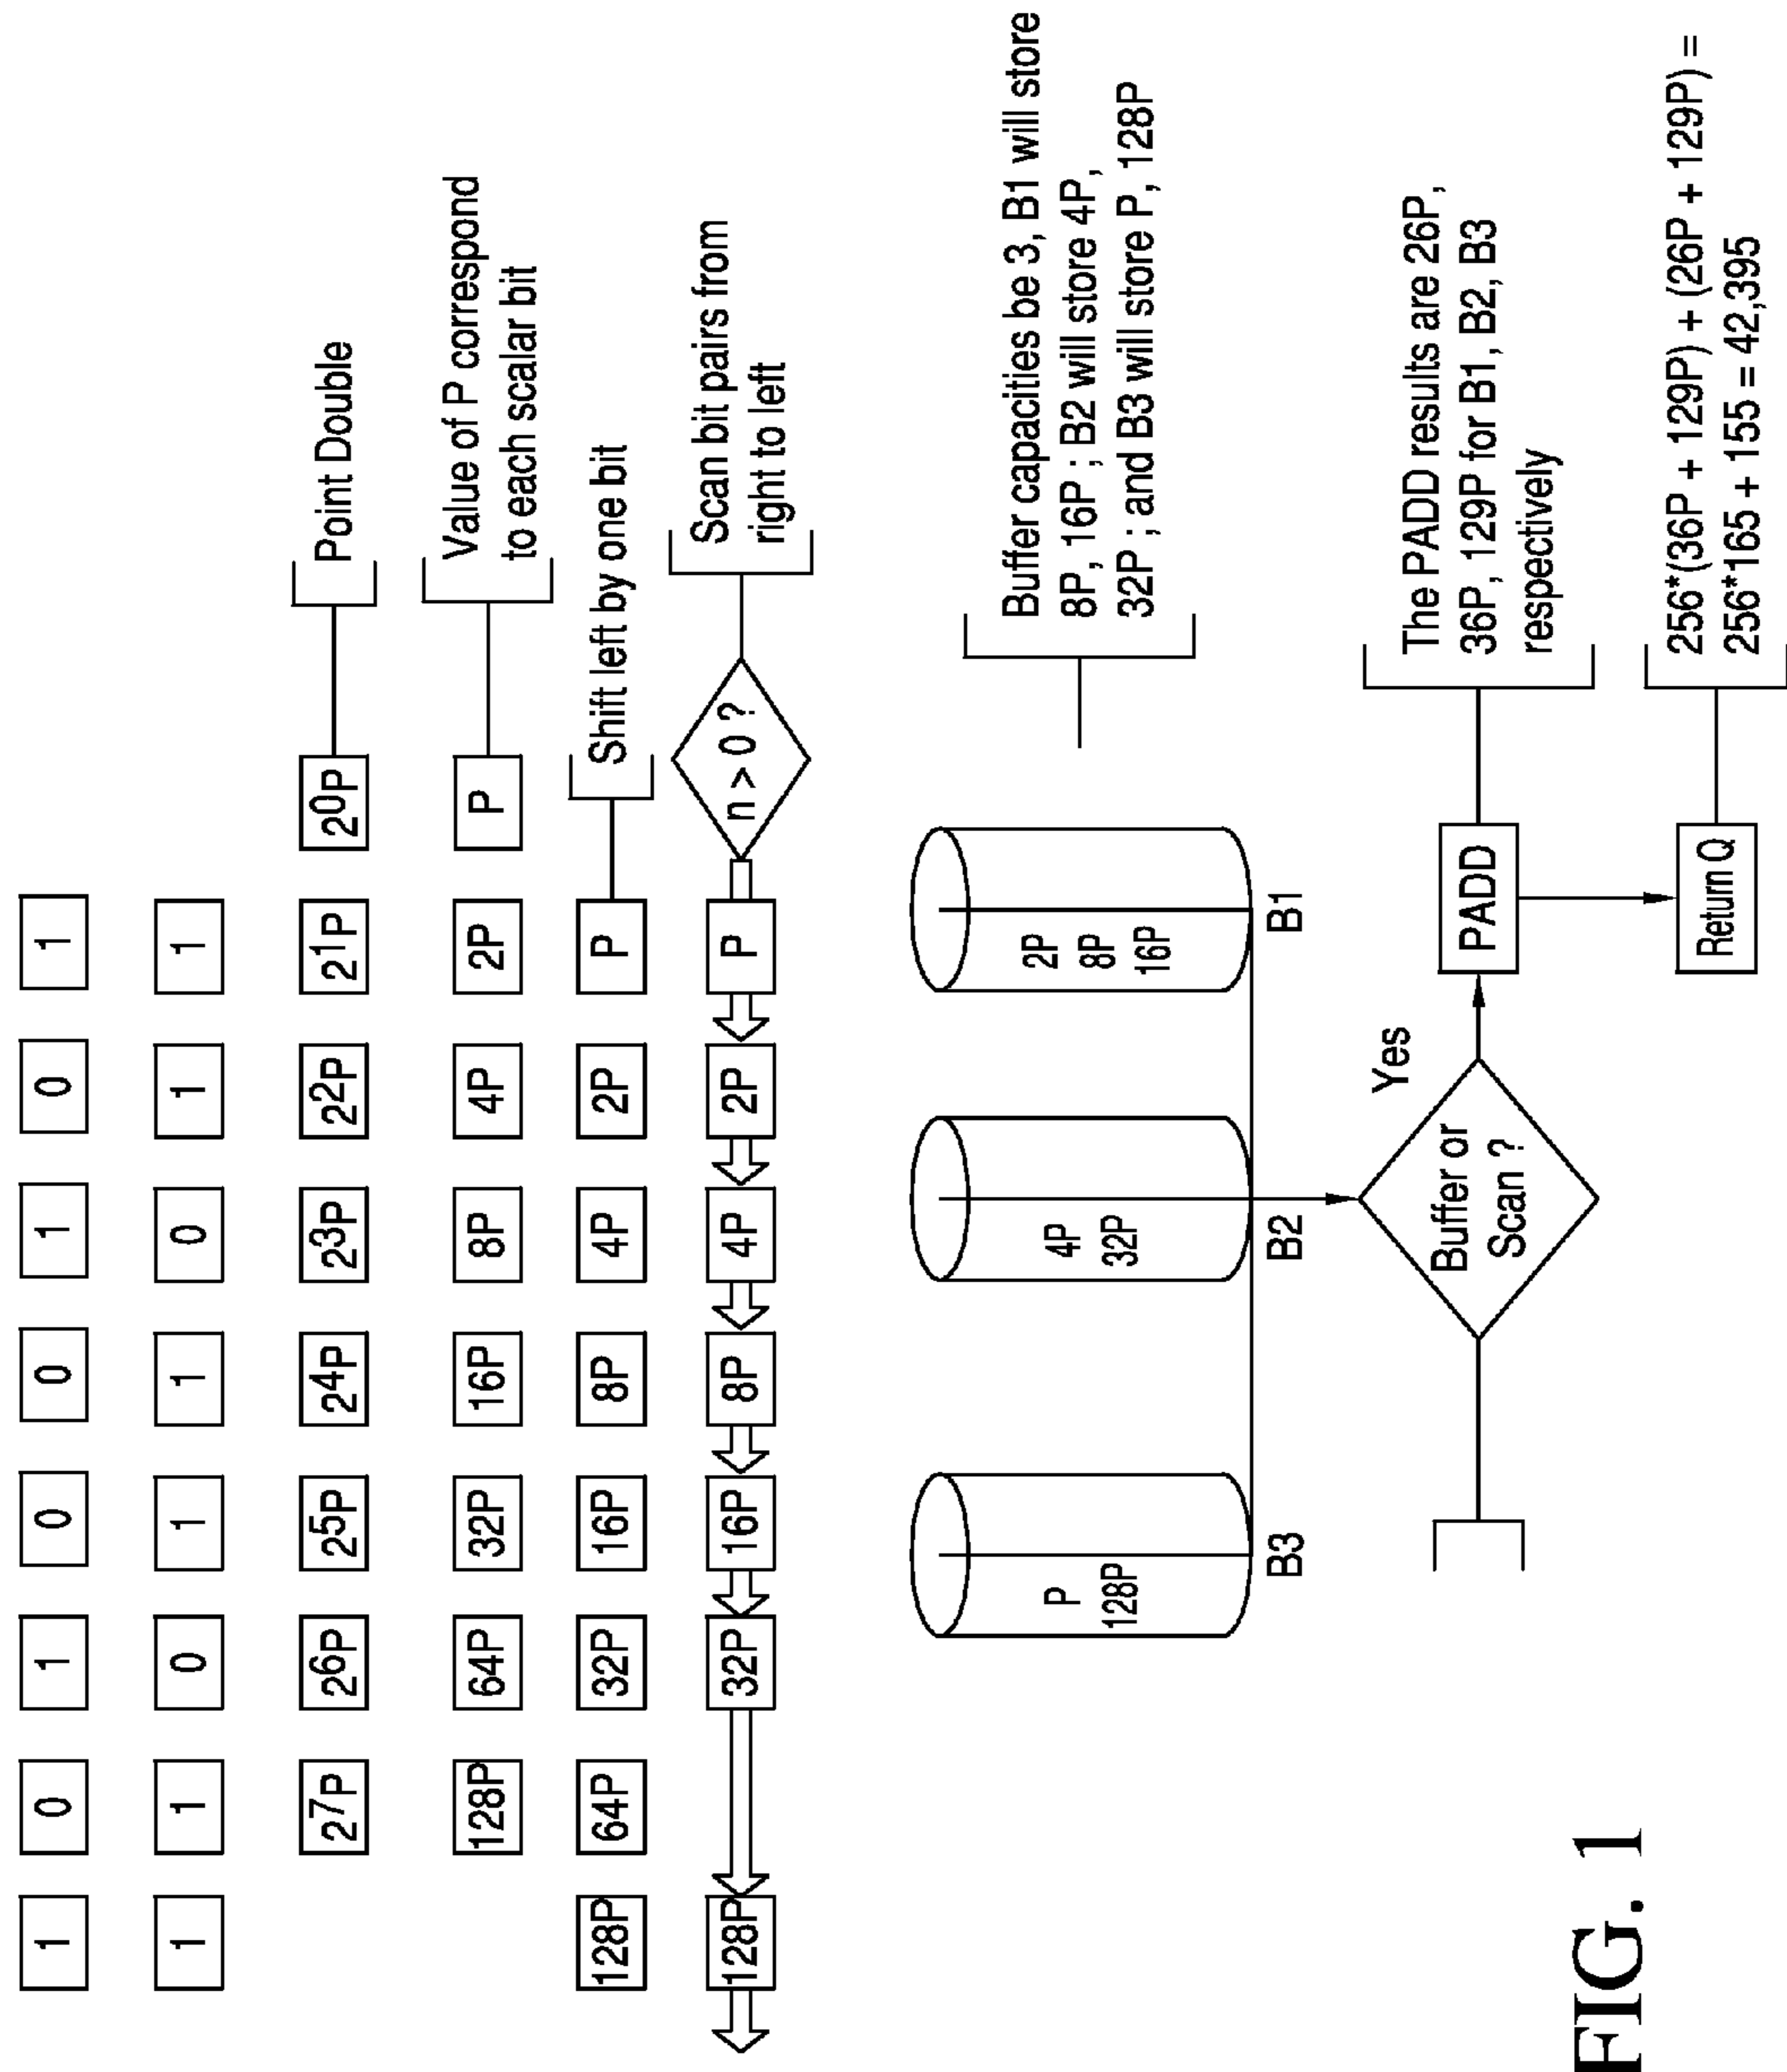 1 0 1 0 0 1 0 1
1 1 0 1 1 0 1 1
2⁷P 2⁶P 2⁵P 2⁴P 2³P 2²P 2¹P 2⁰P
Point Double
128P 64P 32P 16P 8P 4P 2P P
Value of P correspond
to each scalar bit
128P 64P 32P 16P 8P 4P 2P P
Shift left by one bit
128P 32P 16P 8P 4P 2P P
n > 0 ?
Scan bit pairs from
right to left
P
128P
B3
4P
32P
B2
2P
8P
16P
B1
Buffer capacities be 3, B1 will store
8P, 16P ; B2 will store 4P,
32P ; and B3 will store P, 128P
Buffer or
Scan ?
Yes
PADD
The PADD results are 26P,
36P, 129P for B1, B2, B3
respectively
Return Q
256*(36P + 129P) + (26P + 129P) =
256*165 + 155 = 42,395
FIG. 1